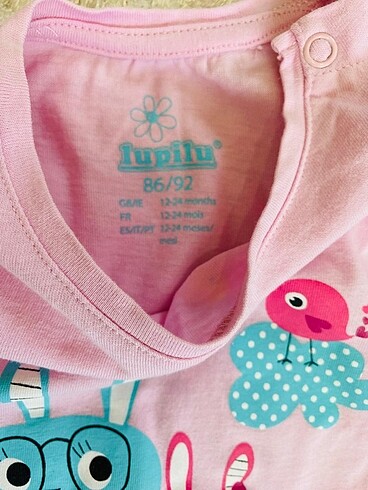 lupilu
86/92
GB/IE 12-24 months
FR 12-24 mois
ES/IT/PT 12-24 meses/
mesi